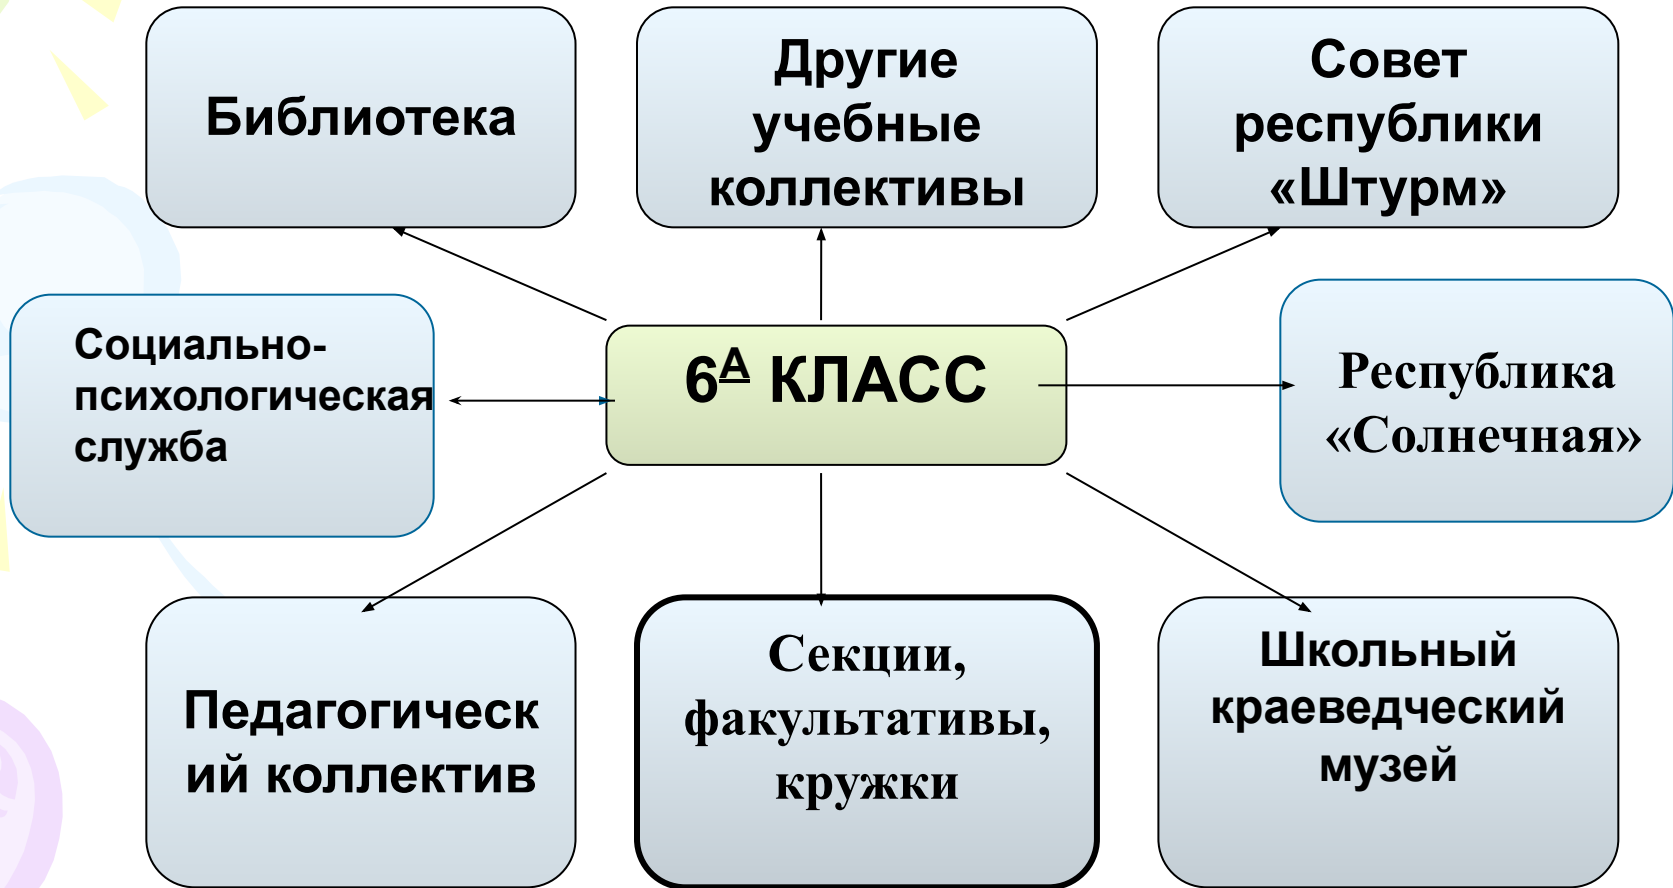 Библиотека
Другие
учебные
коллективы
Совет
республики
«Штурм»
Социально-
психологическая
служба
6А КЛАСС
Республика
«Солнечная»
Педагогическ
ий коллектив
Секции,
факультативы,
кружки
Школьный
краеведческий
музей